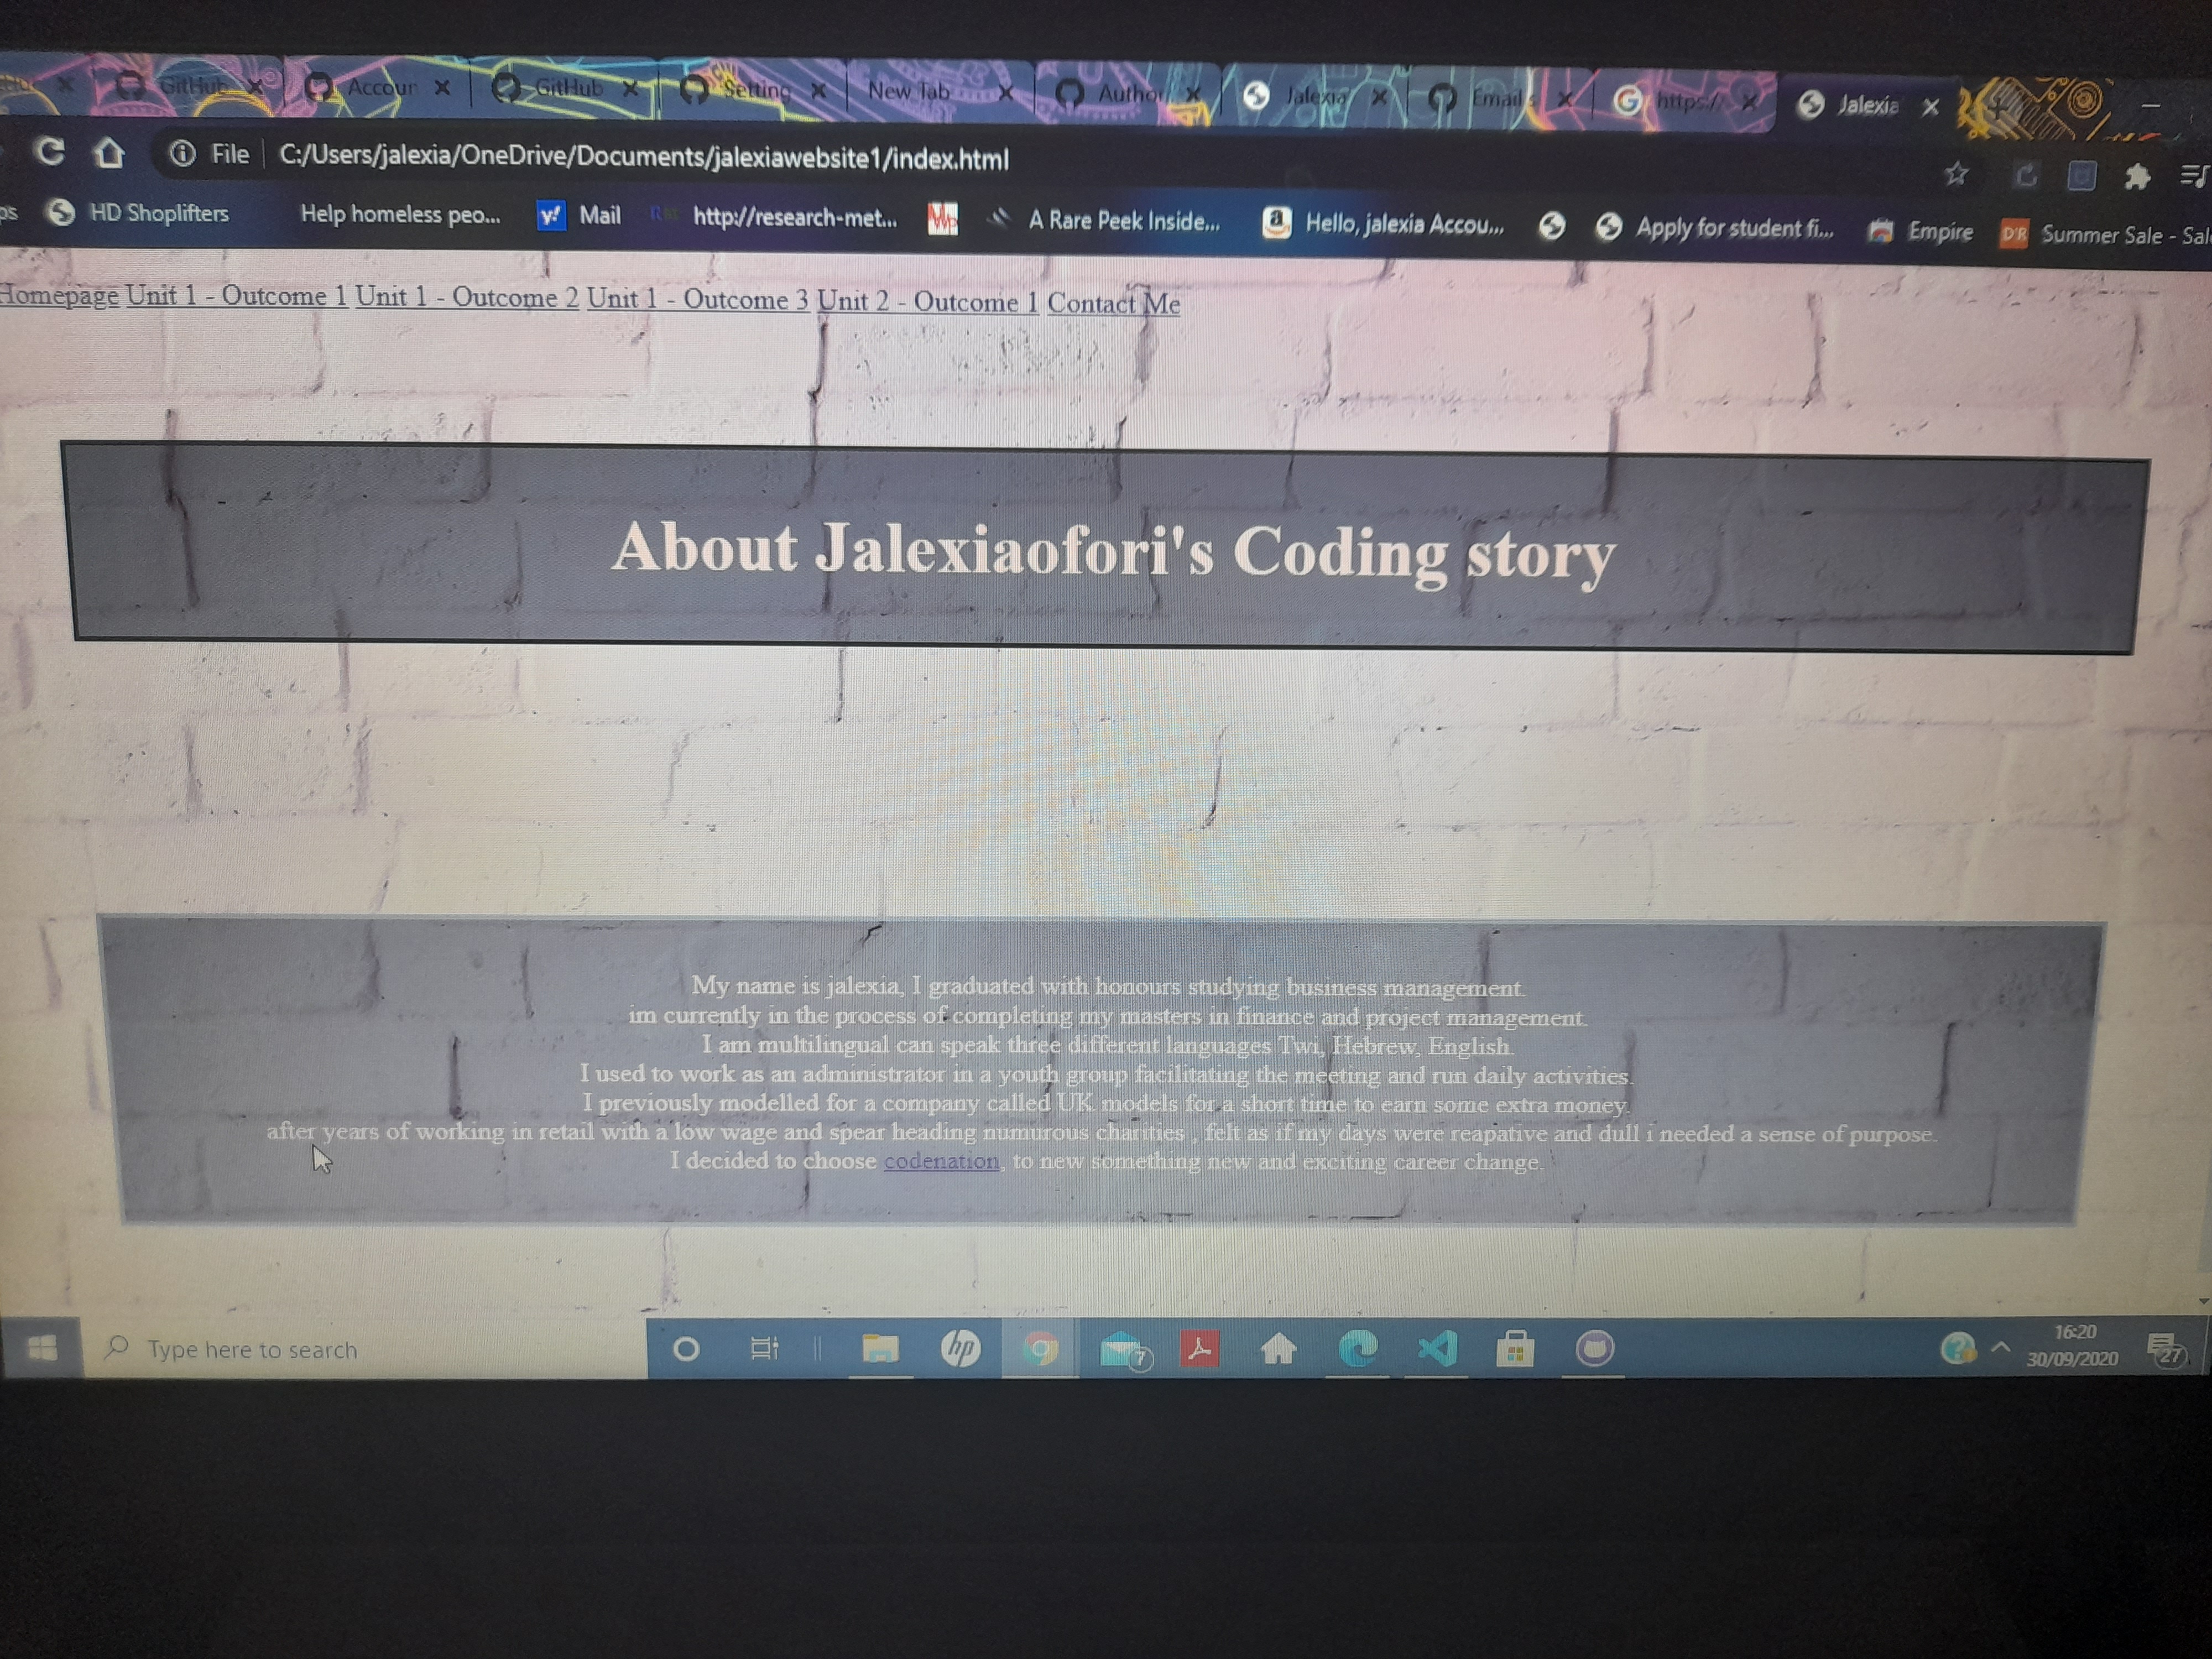 GitHub
Accour
GitHub
Setting
New Tab
Author
Jalexia
Email
https://
Jalexia
File
C:/Users/jalexia/OneDrive/Documents/jalexiawebsite1/index.html
ps
HD Shoplifters
Help homeless peo...
y!
Mail
http://research-met...
A Rare Peek Inside...
a
Hello, jalexia Accou...
Apply for student fi...
Empire
D'R
Summer Sale - Sal
Homepage Unit 1 - Outcome 1 Unit 1 - Outcome 2 Unit 1 - Outcome 3 Unit 2 - Outcome 1 Contact Me
About Jalexiaofori's Coding story
My name is jalexia, I graduated with honours studying business management.
im currently in the process of completing my masters in finance and project management.
I am multilingual can speak three different languages Twi, Hebrew, English.
I used to work as an administrator in a youth group facilitating the meeting and run daily activities.
I previously modelled for a company called UK models for a short time to earn some extra money.
after years of working in retail with a low wage and spear heading numurous charities , felt as if my days were reapative and dull i needed a sense of purpose.
I decided to choose codenation, to new something new and exciting career change.
Type here to search
hp
7
16:20
30/09/2020
27